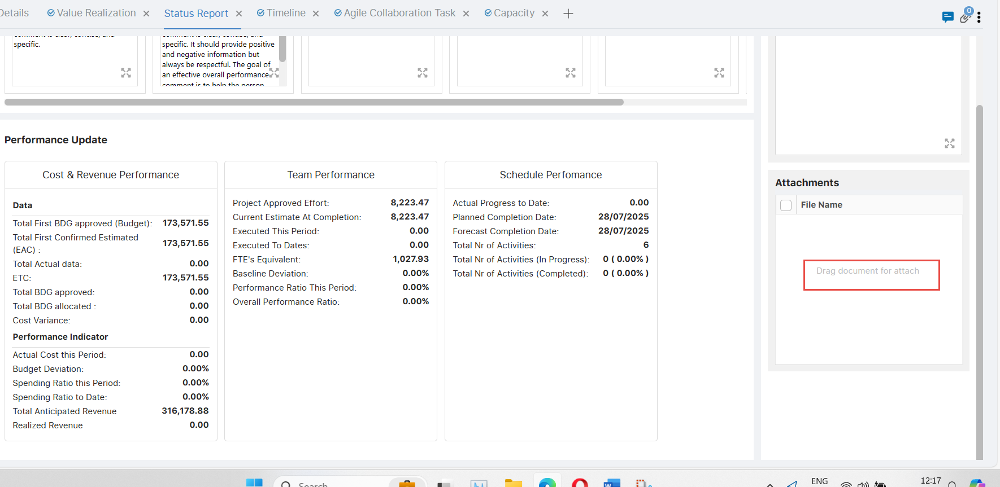 Details
Value Realization
Status Report
Timeline
Agile Collaboration Task
Capacity
0
specific.
specific. It should provide positive
and negative information but
always be respectful. The goal of
an effective overall performance
comment is to help the person
Performance Update
Cost & Revenue Performance
Data
Total First BDG approved (Budget): 173,571.55
Total First Confirmed Estimated
(EAC) : 173,571.55
Total Actual data: 0.00
ETC: 173,571.55
Total BDG approved: 0.00
Total BDG allocated : 0.00
Cost Variance: 0.00
Performance Indicator
Actual Cost this Period: 0.00
Budget Deviation: 0.00%
Spending Ratio this Period: 0.00%
Spending Ratio to Date: 0.00%
Total Anticipated Revenue 316,178.88
Realized Revenue 0.00
Team Performance
Project Approved Effort: 8,223.47
Current Estimate At Completion: 8,223.47
Executed This Period: 0.00
Executed To Dates: 0.00
FTE's Equivalent: 1,027.93
Baseline Deviation: 0.00%
Performance Ratio This Period: 0.00%
Overall Performance Ratio: 0.00%
Schedule Perfomance
Actual Progress to Date: 0.00
Planned Completion Date: 28/07/2025
Forecast Completion Date: 28/07/2025
Total Nr of Activities: 6
Total Nr of Activities (In Progress): 0 ( 0.00% )
Total Nr of Activities (Completed): 0 ( 0.00% )
Attachments
File Name
Drag document for attach
Search
ENG
12:17